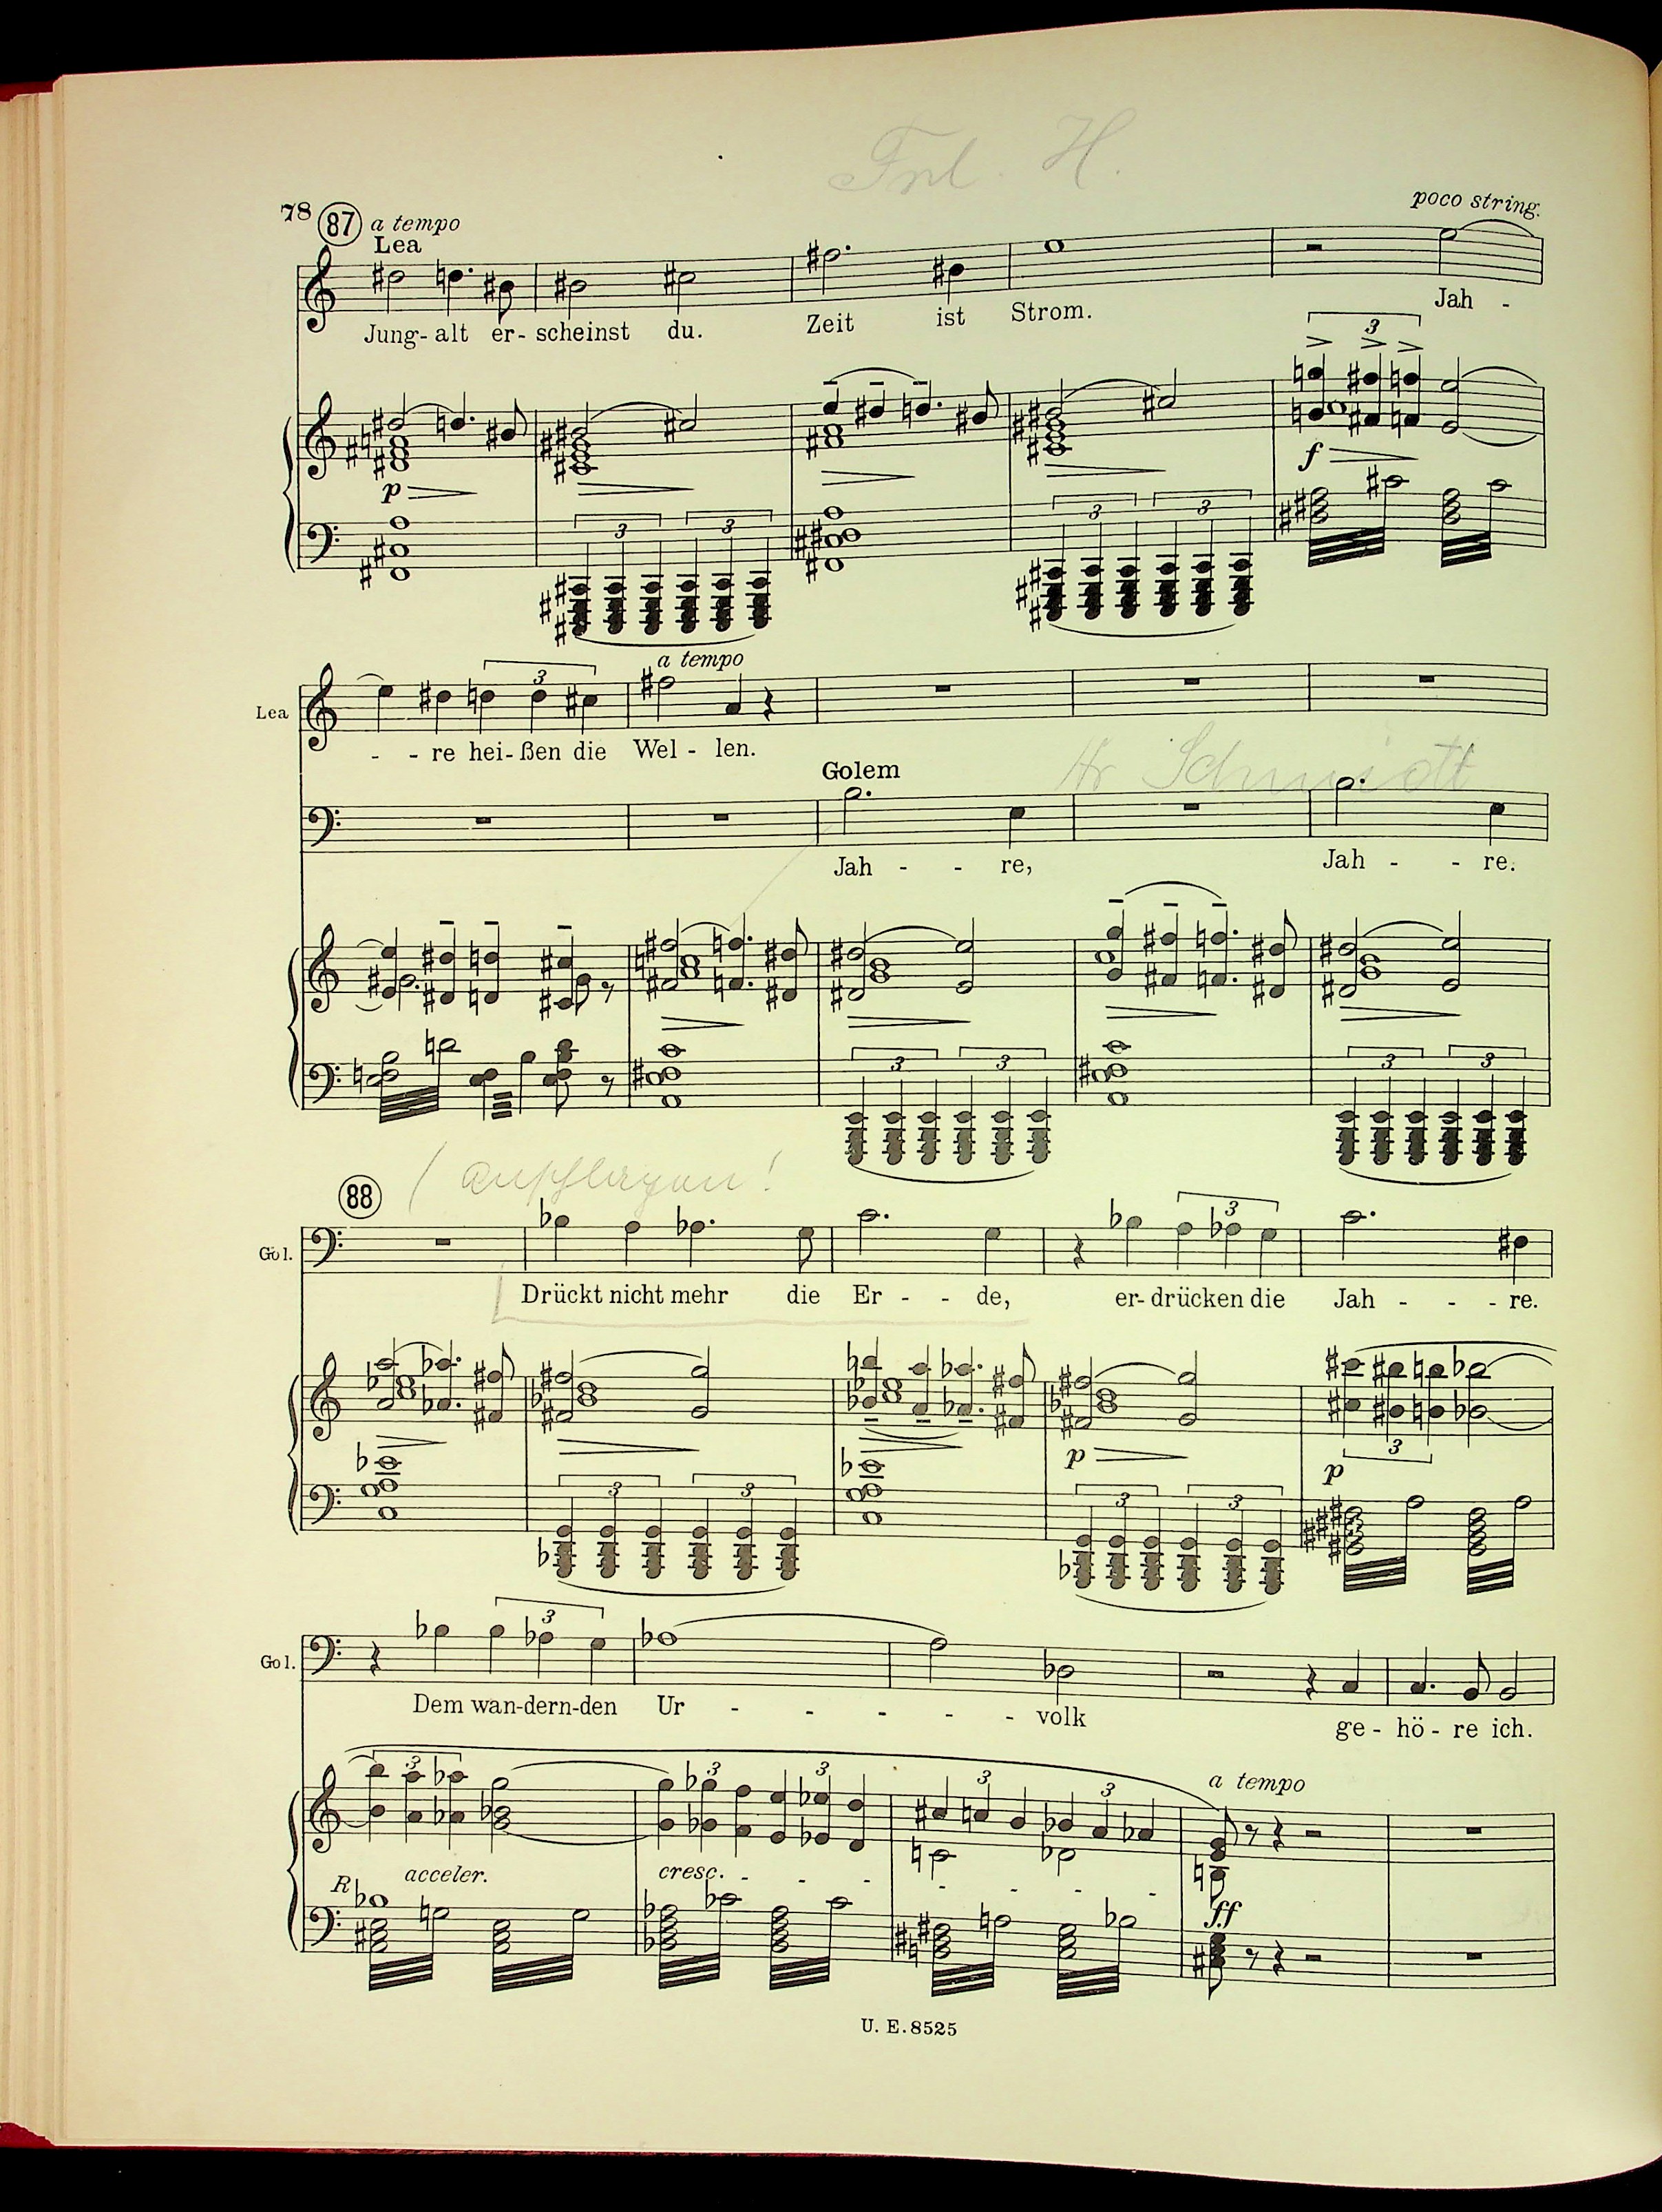 Frl. H.
poco string.
78 87 a tempo
Lea
Jung- alt er- scheinst du. Zeit ist Strom. Jah -
3
p f
3 3 3 3
a tempo
Lea 3
- - re hei- ßen die Wel - len.
Golem Hr Schmidt
Jah - - re, Jah - - re.
3 3 3 3
88
Gol. 3
Drückt nicht mehr die Er - - de, er- drücken die Jah - - - re.
p 3
p
3 3 3 3
Gol. 3
Dem wan-dern-den Ur - - - - - volk ge - hö - re ich.
3 3 3 3 3 a tempo
R acceler. cresc. - - - - - - -
ff
U. E. 8525